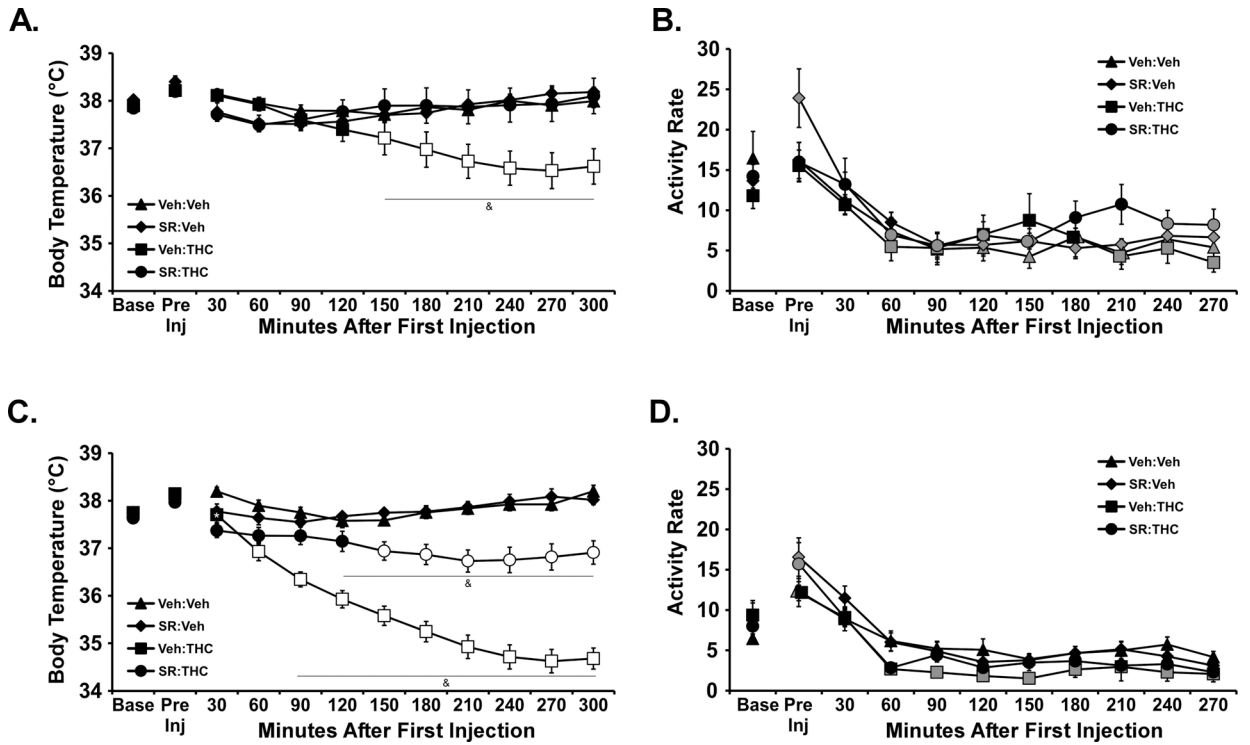 A.
Body Temperature (°C)
39
38
37
36
35
34
&
Veh:Veh
SR:Veh
Veh:THC
SR:THC
Base Pre Inj 30 60 90 120 150 180 210 240 270 300
Minutes After First Injection
B.
Activity Rate
30
25
20
15
10
5
0
Veh:Veh
SR:Veh
Veh:THC
SR:THC
Base Pre Inj 30 60 90 120 150 180 210 240 270
Minutes After First Injection
C.
Body Temperature (°C)
39
38
37
36
35
34
&
&
Veh:Veh
SR:Veh
Veh:THC
SR:THC
Base Pre Inj 30 60 90 120 150 180 210 240 270 300
Minutes After First Injection
D.
Activity Rate
30
25
20
15
10
5
0
Veh:Veh
SR:Veh
Veh:THC
SR:THC
Base Pre Inj 30 60 90 120 150 180 210 240 270
Minutes After First Injection